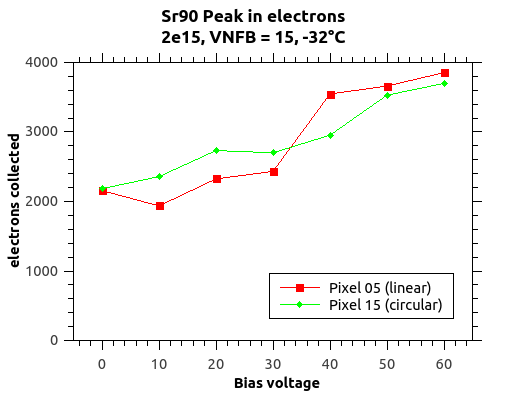 Sr90 Peak in electrons
2e15, VNFB = 15, -32°C
4000
3000
2000
1000
0
electrons collected
Pixel 05 (linear)
Pixel 15 (circular)
0 10 20 30 40 50 60
Bias voltage